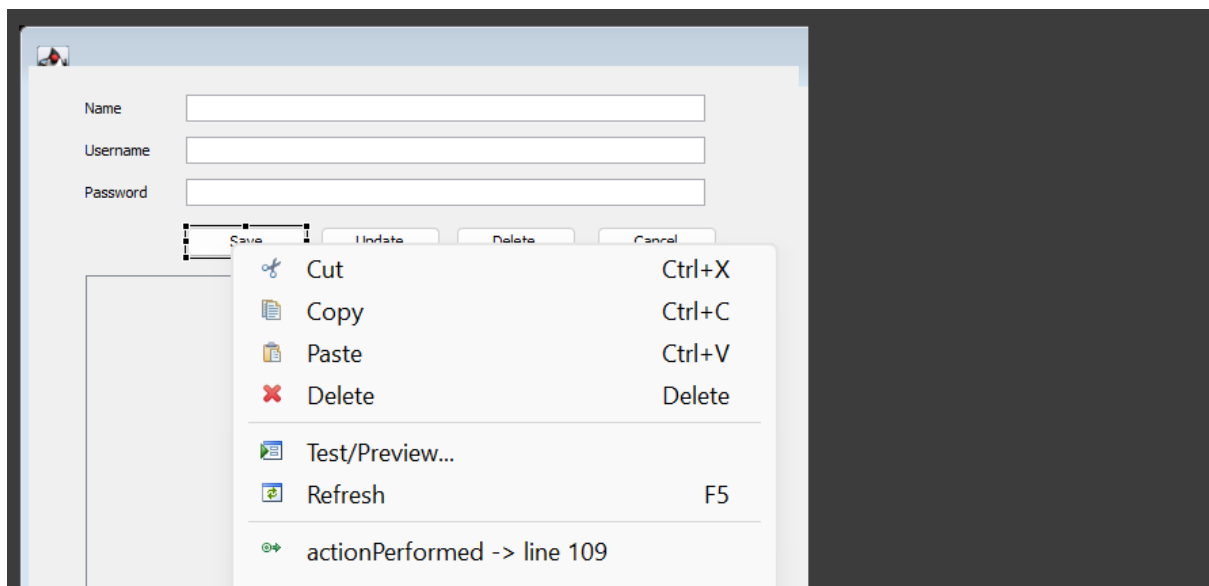 Name
Username
Password
Save Update Delete Cancel
Cut Ctrl+X
Copy Ctrl+C
Paste Ctrl+V
Delete Delete
Test/Preview...
Refresh F5
actionPerformed -> line 109